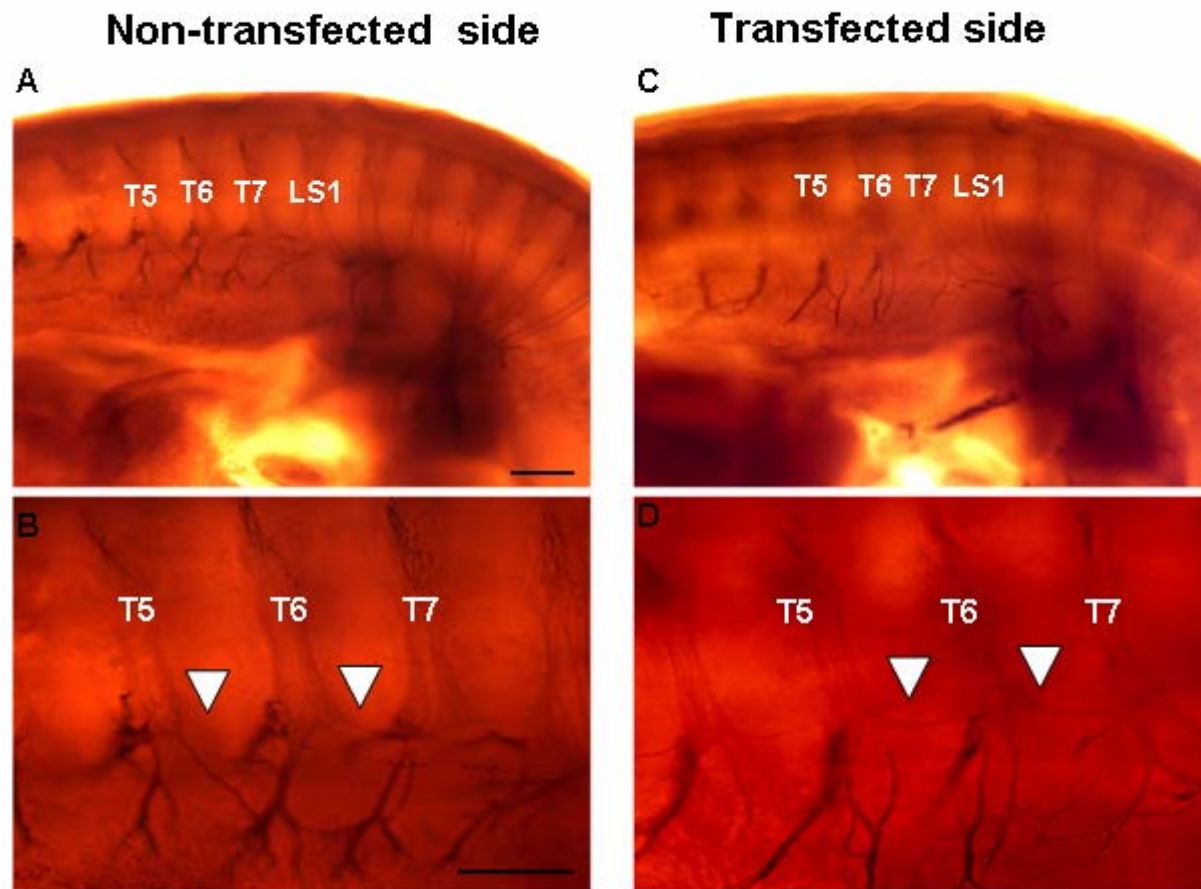 Non-transfected side
Transfected side
A
T5 T6 T7 LS1
C
T5 T6 T7 LS1
B
T5 T6 T7
D
T5 T6 T7